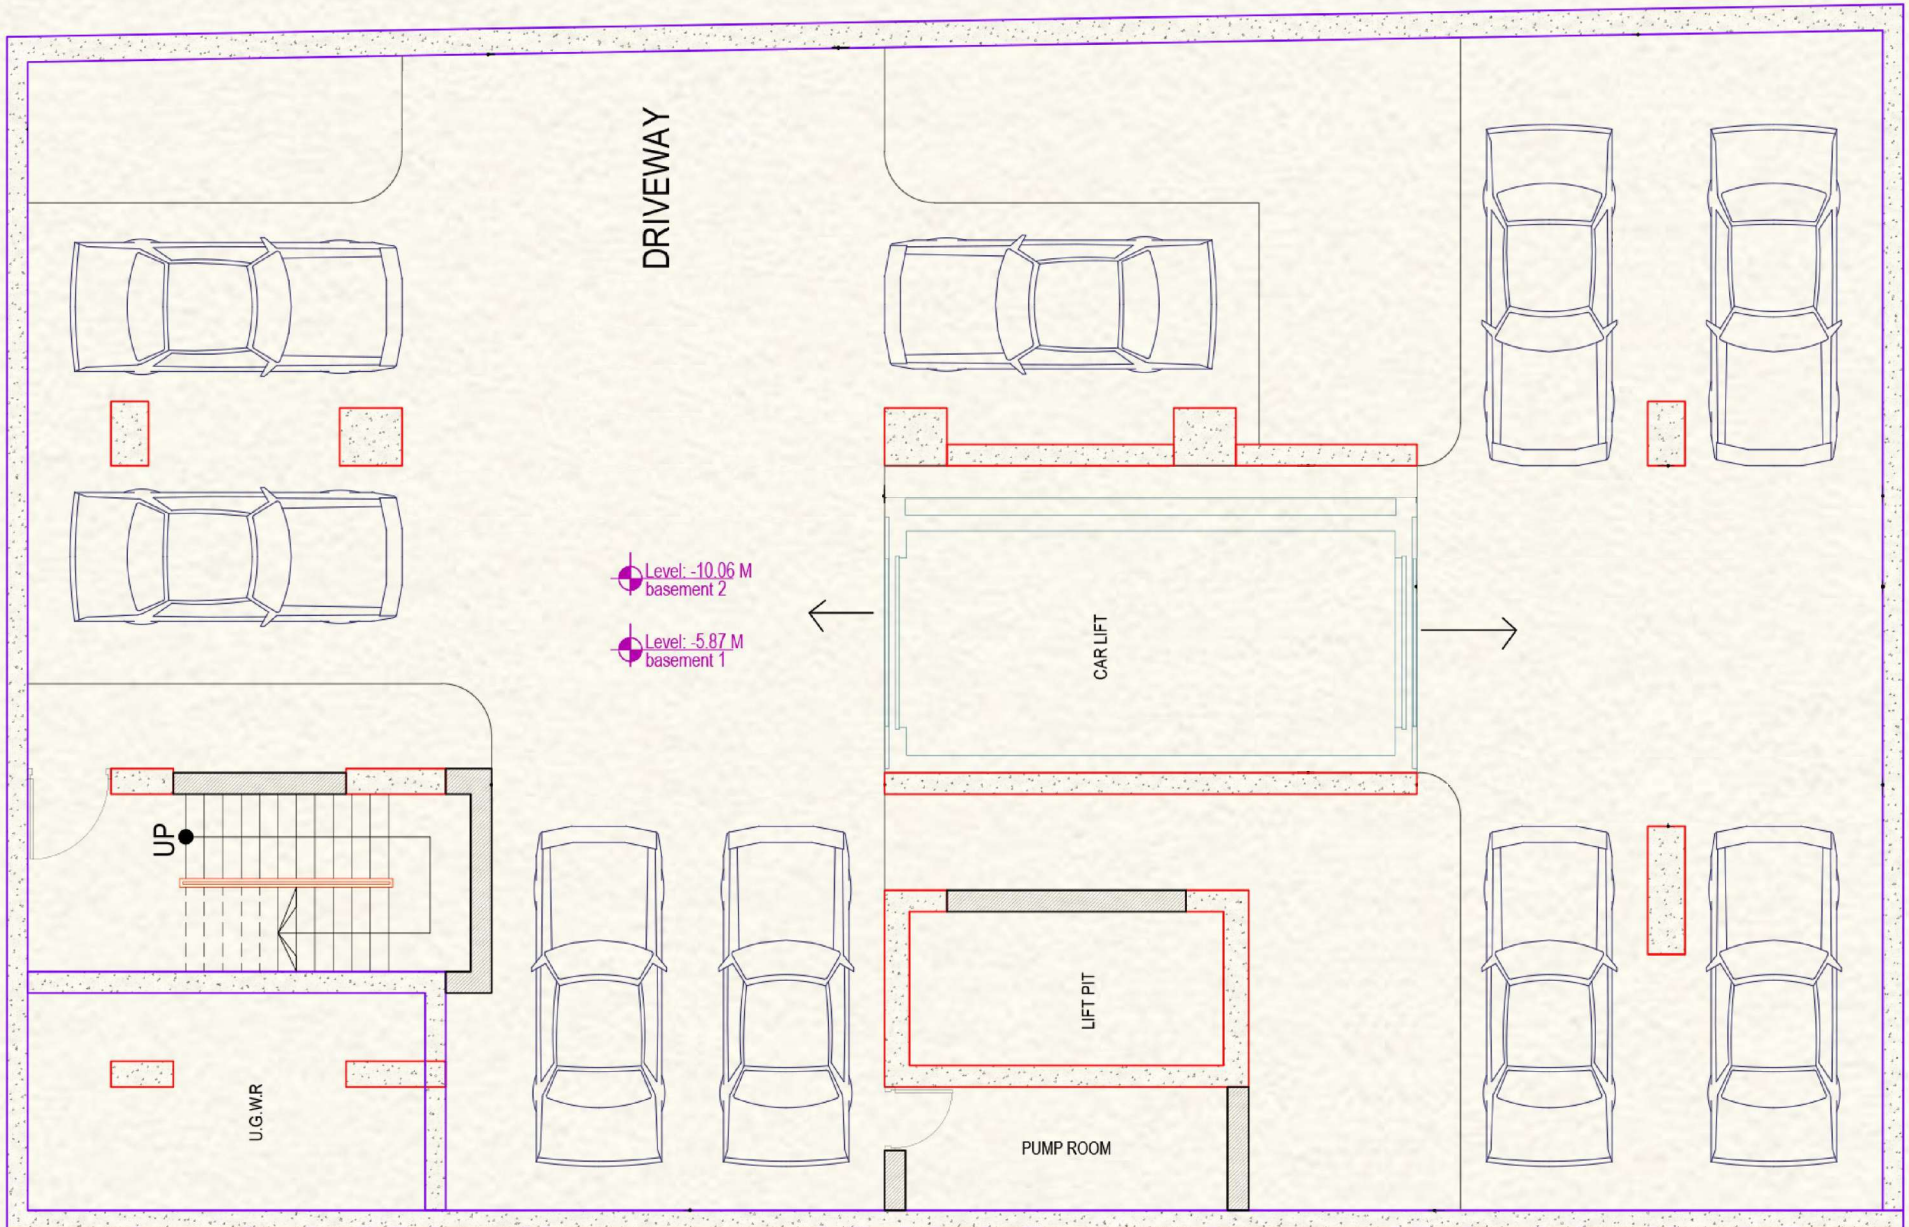 DRIVEWAY
Level: -10.06 M
basement 2
Level: -5.87 M
basement 1
CAR LIFT
UP
LIFT PIT
U.G.W.R
PUMP ROOM